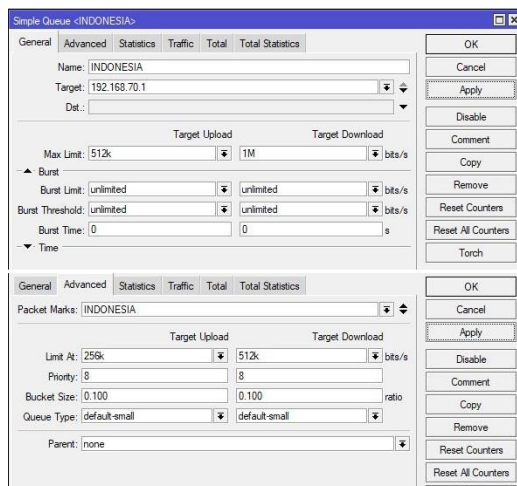 Simple Queue <INDONESIA>
General Advanced Statistics Traffic Total Total Statistics
Name: INDONESIA
Target: 192.168.70.1
Dst.:
Target Upload Target Download
Max Limit: 512k 1M bits/s
Burst
Burst Limit: unlimited unlimited bits/s
Burst Threshold: unlimited unlimited bits/s
Burst Time: 0 0 s
Time
OK
Cancel
Apply
Disable
Comment
Copy
Remove
Reset Counters
Reset All Counters
Torch
General Advanced Statistics Traffic Total Total Statistics
Packet Marks: INDONESIA
Target Upload Target Download
Limit At: 256k 512k bits/s
Priority: 8 8
Bucket Size: 0.100 0.100 ratio
Queue Type: default-small default-small
Parent: none
OK
Cancel
Apply
Disable
Comment
Copy
Remove
Reset Counters
Reset All Counters